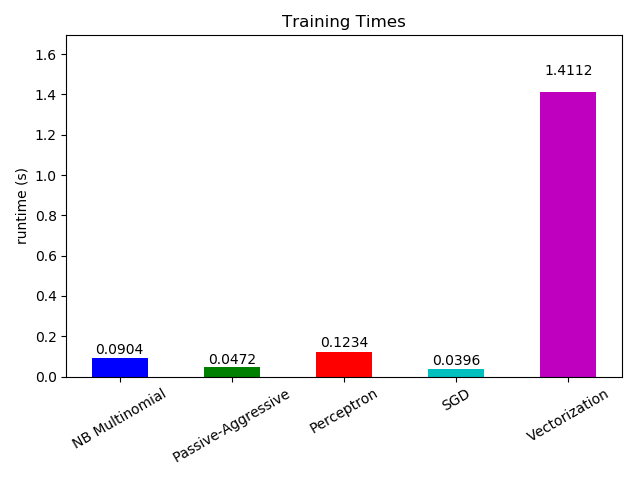 Training Times
runtime (s)
1.6
1.4
1.2
1.0
0.8
0.6
0.4
0.2
0.0
0.0904
0.0472
0.1234
0.0396
1.4112
NB Multinomial
Passive-Aggressive
Perceptron
SGD
Vectorization